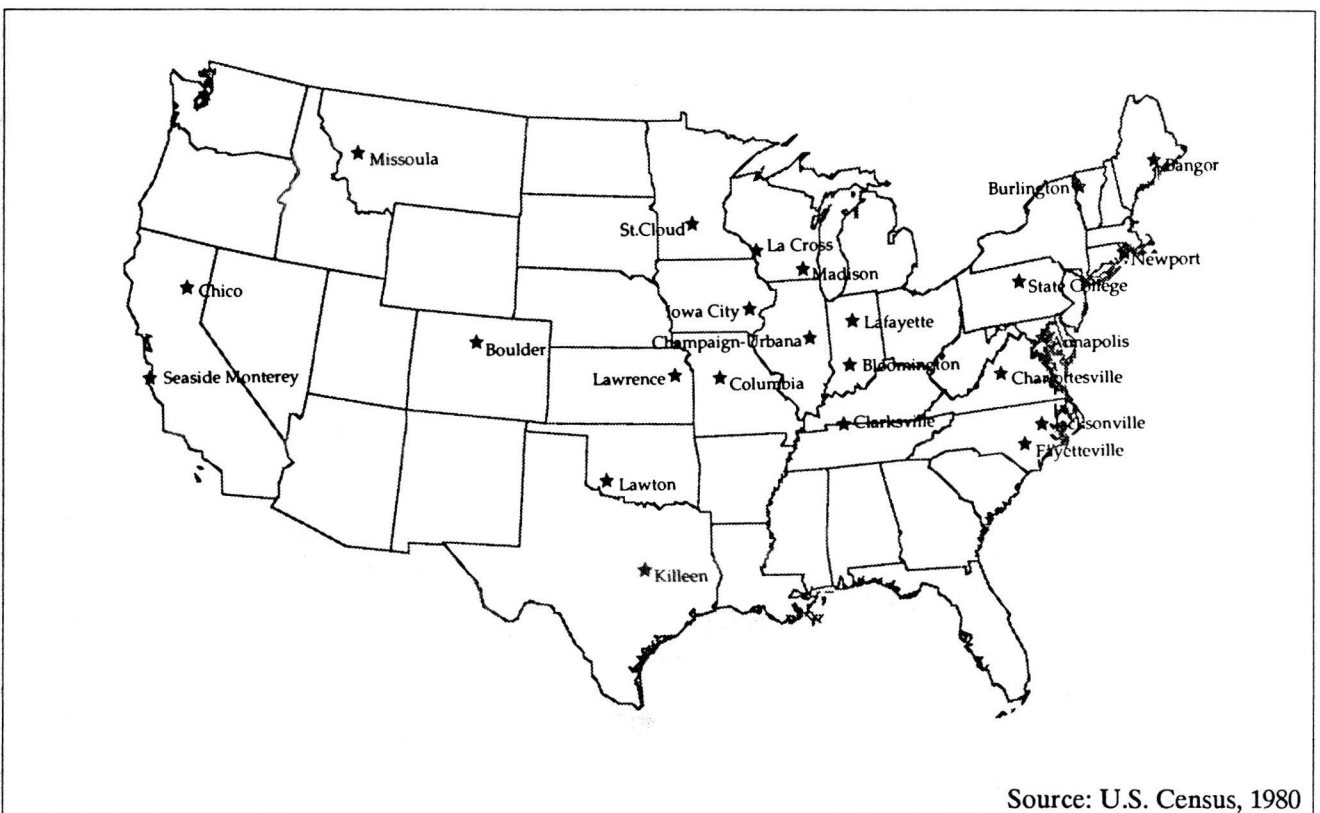 Missoula
Bangor
Burlington
St.Cloud
La Cross
Newport
Madison
State College
Chico
Iowa City
Lafayette
Champaign-Urbana
Annapolis
Boulder
Bloomington
Seaside Monterey
Lawrence
Columbia
Charlottesville
Clarksville
Jacksonville
Fayetteville
Lawton
Killeen
Source: U.S. Census, 1980